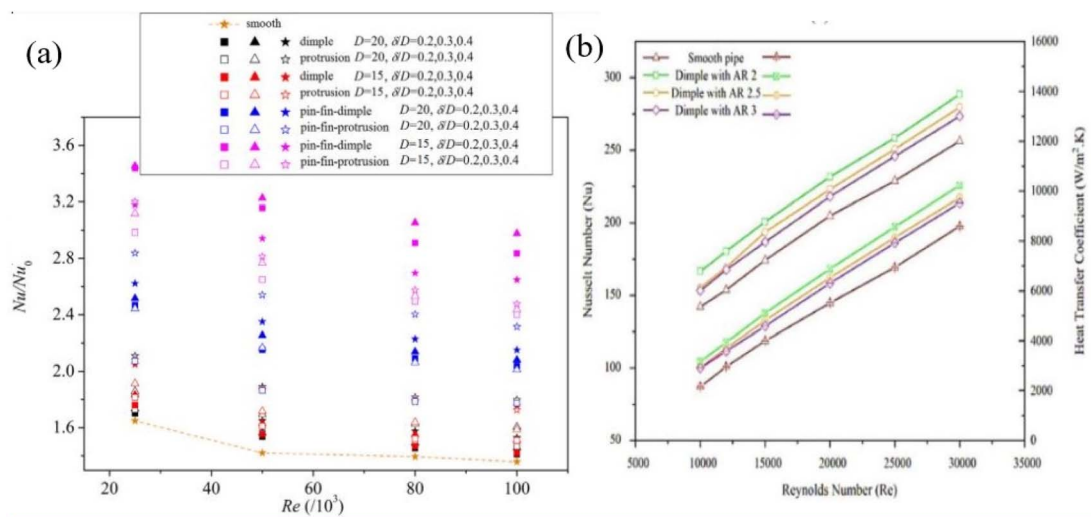 (a)
smooth
dimple D=20, δ/D=0.2,0.3,0.4
protrusion D=20, δ/D=0.2,0.3,0.4
dimple D=15, δ/D=0.2,0.3,0.4
protrusion D=15, δ/D=0.2,0.3,0.4
pin-fin-dimple D=20, δ/D=0.2,0.3,0.4
pin-fin-protrusion D=20, δ/D=0.2,0.3,0.4
pin-fin-dimple D=15, δ/D=0.2,0.3,0.4
pin-fin-protrusion D=15, δ/D=0.2,0.3,0.4
3.6
3.2
2.8
2.4
2.0
1.6
Nu/Nu0
20 40 60 80 100
Re (/10³)
(b)
Smooth pipe
Dimple with AR 2
Dimple with AR 2.5
Dimple with AR 3
300
250
200
150
100
50
Nusselt Number (Nu)
16000
14000
12000
10000
8000
6000
4000
2000
0
Heat Transfer Coefficient (W/m².K)
5000 10000 15000 20000 25000 30000 35000
Reynolds Number (Re)